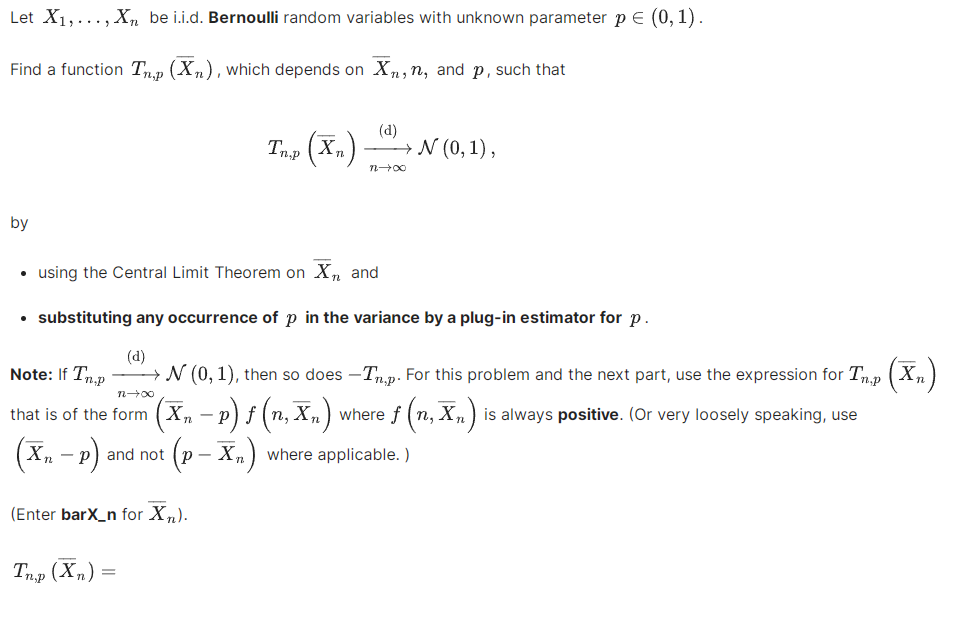 Let $X_1, \ldots, X_n$ be i.i.d. **Bernoulli** random variables with unknown parameter $p \in (0, 1)$.
Find a function $T_{n,p}\left(\overline{X}_n\right)$, which depends on $\overline{X}_n, n,$ and $p$, such that
$T_{n,p}\left(\overline{X}_n\right) \xrightarrow[n \to \infty]{(\mathrm{d})} \mathcal{N}(0, 1),$
by
• using the Central Limit Theorem on $\overline{X}_n$ and
• **substituting any occurrence of $p$ in the variance by a plug-in estimator for $p$.**
**Note:** If $T_{n,p} \xrightarrow[n \to \infty]{(\mathrm{d})} \mathcal{N}(0, 1)$, then so does $-T_{n,p}$. For this problem and the next part, use the expression for $T_{n,p}\left(\overline{X}_n\right)$
that is of the form $\left(\overline{X}_n - p\right) f\left(n, \overline{X}_n\right)$ where $f\left(n, \overline{X}_n\right)$ is always **positive**. (Or very loosely speaking, use
$\left(\overline{X}_n - p\right)$ and not $\left(p - \overline{X}_n\right)$ where applicable. )
(Enter **barX_n** for $\overline{X}_n$).
$T_{n,p}\left(\overline{X}_n\right) =$